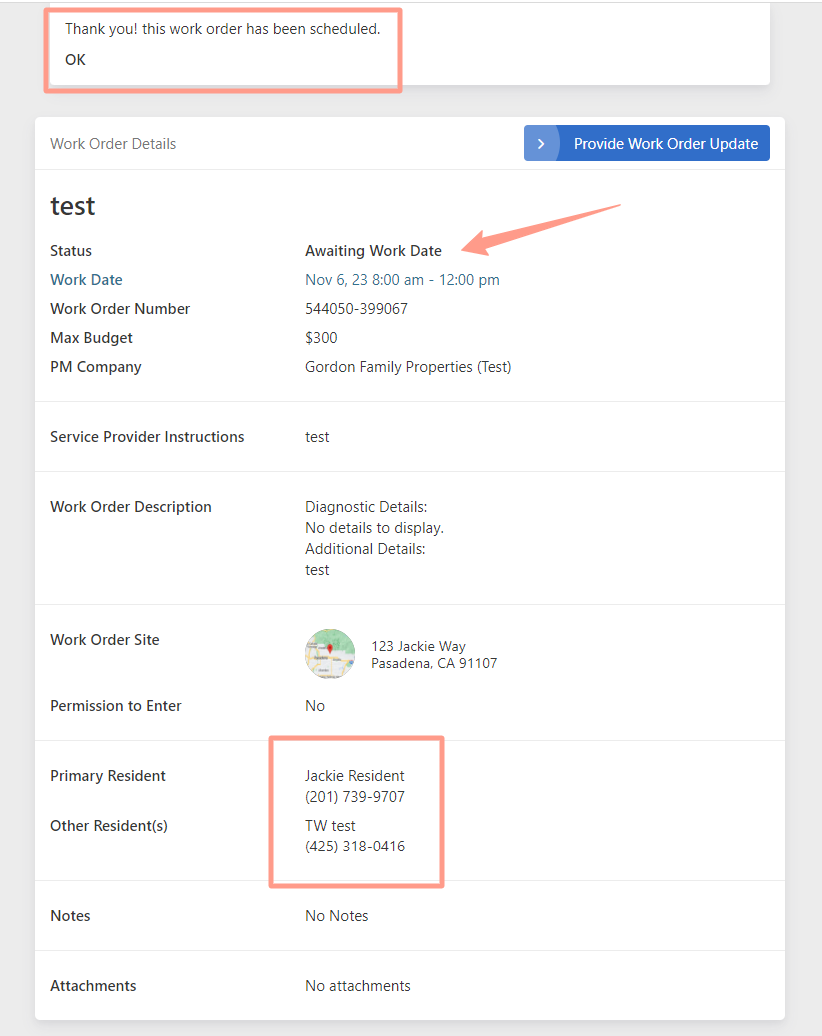 Thank you! this work order has been scheduled.
OK
Work Order Details
Provide Work Order Update
test
Status Awaiting Work Date
Work Date Nov 6, 23 8:00 am - 12:00 pm
Work Order Number 544050-399067
Max Budget $300
PM Company Gordon Family Properties (Test)
Service Provider Instructions test
Work Order Description Diagnostic Details:
No details to display.
Additional Details:
test
Work Order Site 123 Jackie Way
Pasadena, CA 91107
Permission to Enter No
Primary Resident Jackie Resident
(201) 739-9707
Other Resident(s) TW test
(425) 318-0416
Notes No Notes
Attachments No attachments